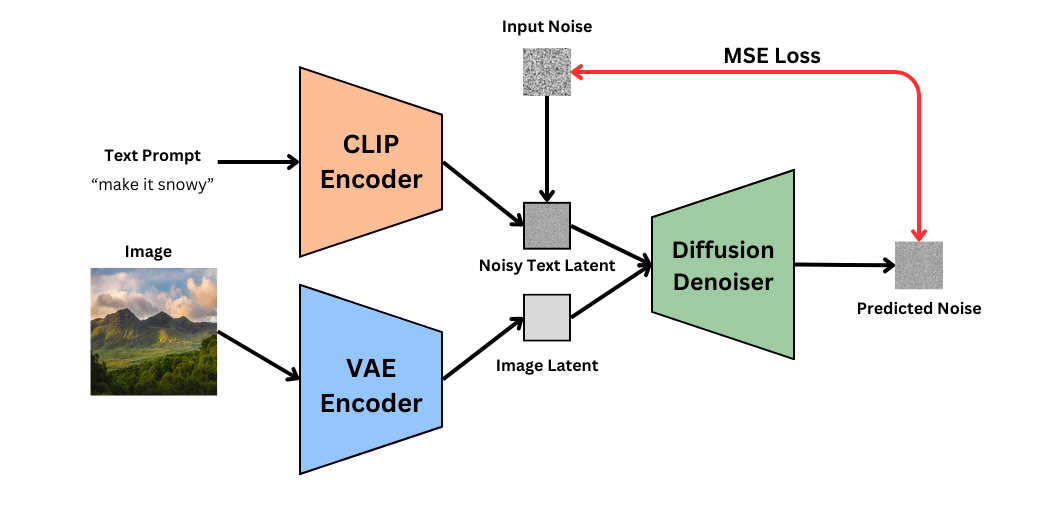 Input Noise
MSE Loss
CLIP
Encoder
Text Prompt
“make it snowy”
Image
Noisy Text Latent
Diffusion
Denoiser
Predicted Noise
Image Latent
VAE
Encoder